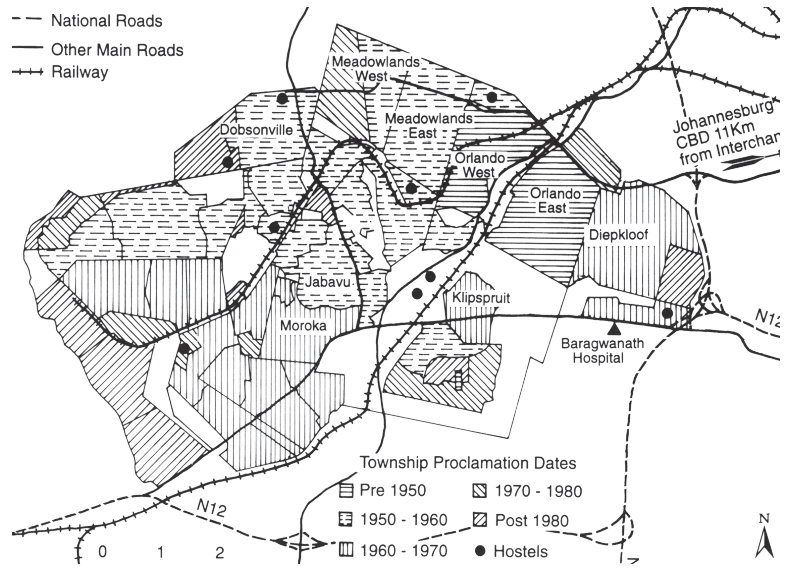 National Roads
Other Main Roads
Railway
Meadowlands
West
Dobsonville
Meadowlands
East
Orlando
West
Johannesburg
CBD 11Km
from Interchan
Orlando
East
Diepkloof
Jabavu
Klipspruit
Moroka
N12
Baragwanath
Hospital
Township Proclamation Dates
Pre 1950
1970 - 1980
1950 - 1960
Post 1980
1960 - 1970
Hostels
N12
0 1 2
N
N